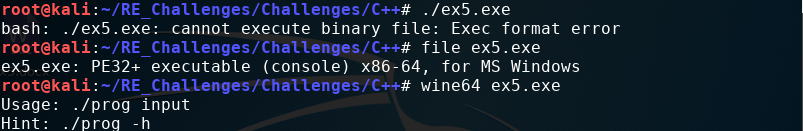 root@kali:~/RE_Challenges/Challenges/C++# ./ex5.exe
bash: ./ex5.exe: cannot execute binary file: Exec format error
root@kali:~/RE_Challenges/Challenges/C++# file ex5.exe
ex5.exe: PE32+ executable (console) x86-64, for MS Windows
root@kali:~/RE_Challenges/Challenges/C++# wine64 ex5.exe
Usage: ./prog input
Hint: ./prog -h